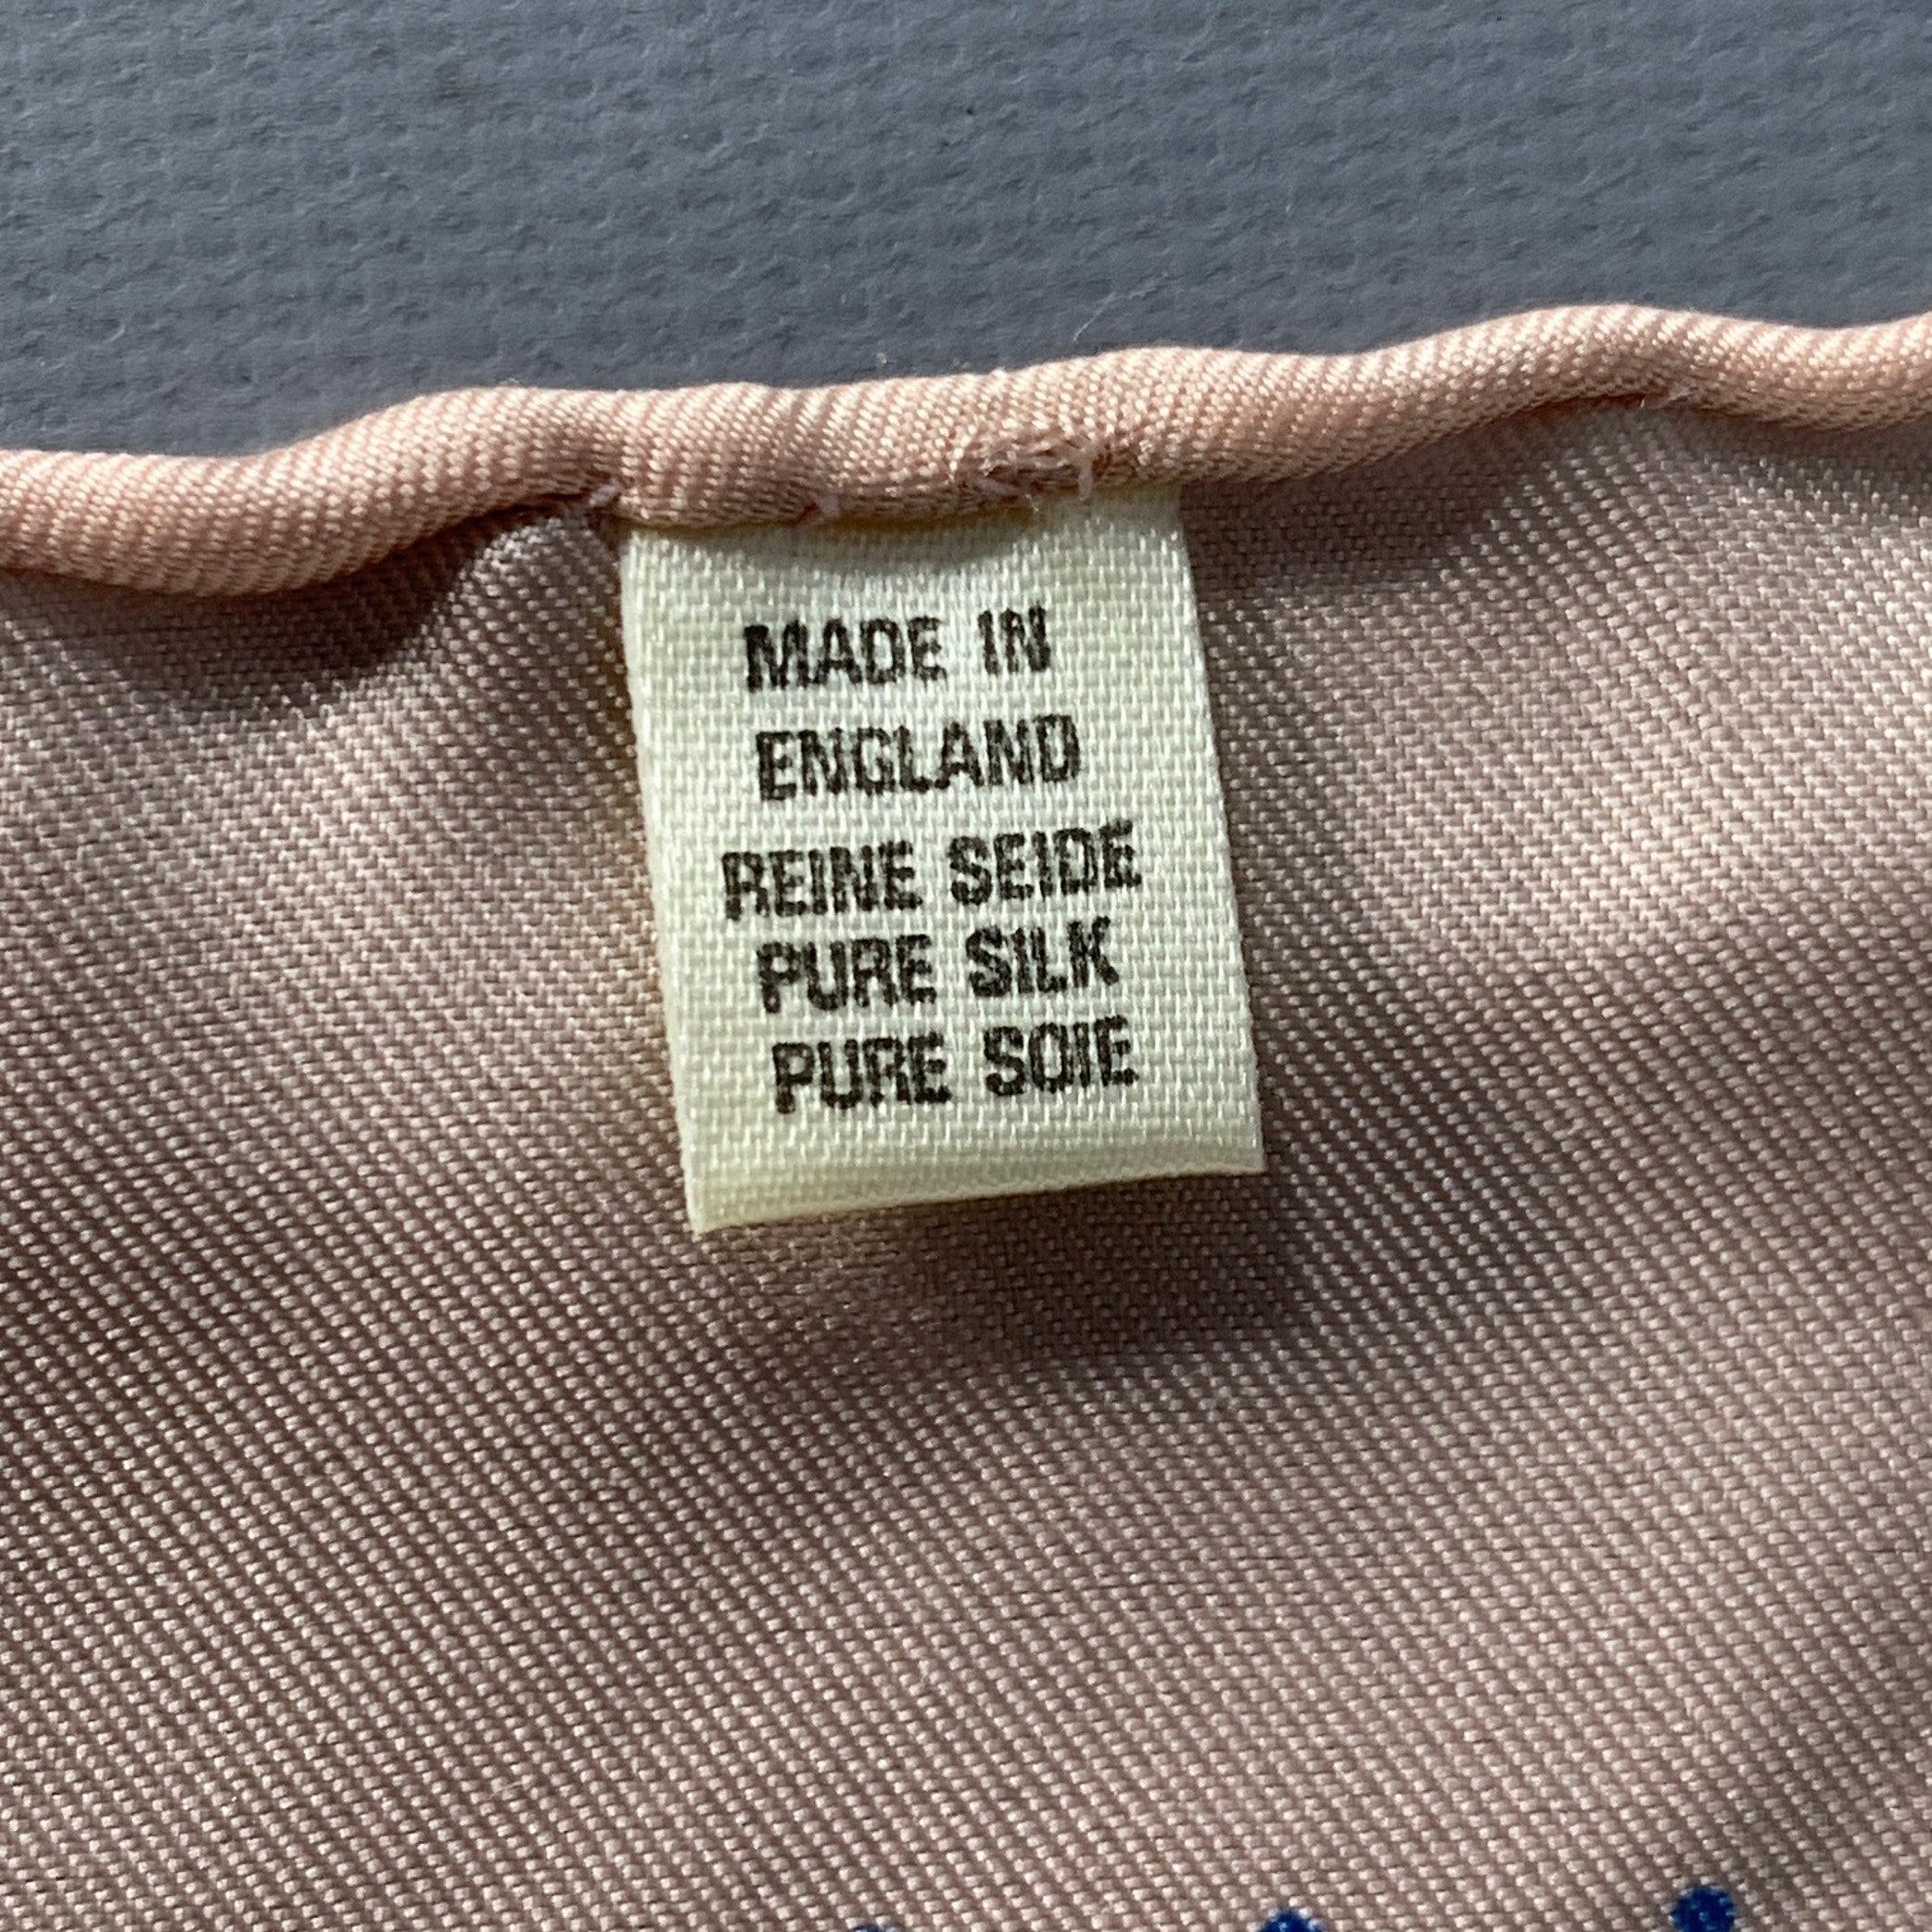 MADE IN
ENGLAND
REINE SEIDE
PURE SILK
PURE SOIE